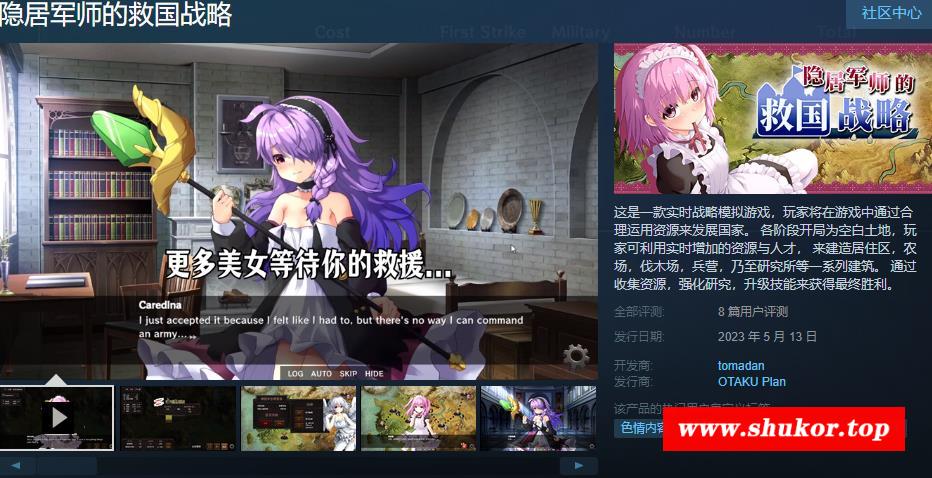 隐居军师的救国战略
社区中心
Cost
First Strike
Military
Number
Total
隐居军师的
救国战略
更多美女等待你的救援...
Caredina
I just accepted it because I felt like I had to, but there's no way I can command
an army...
LOG AUTO SKIP HIDE
这是一款实时战略模拟游戏，玩家将在游戏中通过合
理运用资源来发展国家。 各阶段开局为空白土地，玩
家可利用实时增加的资源与人才， 来建造居住区，农
场，伐木场，兵营，乃至研究所等一系列建筑。 通过
收集资源，强化研究，升级技能来获得最终胜利。
全部评测: 8 篇用户评测
发行日期: 2023 年 5 月 13 日
开发商: tomadan
发行商: OTAKU Plan
该产品的热门用户自定义标签
色情内容
www.shukor.top